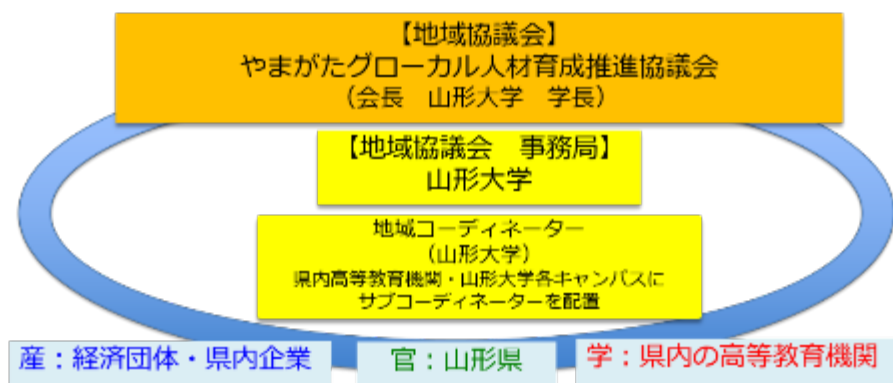 【地域協議会】
やまがたグローカル人材育成推進協議会
（会長　山形大学　学長）
【地域協議会　事務局】
山形大学
地域コーディネーター
（山形大学）
県内高等教育機関・山形大学各キャンパスに
サブコーディネーターを配置
産：経済団体・県内企業
官：山形県
学：県内の高等教育機関